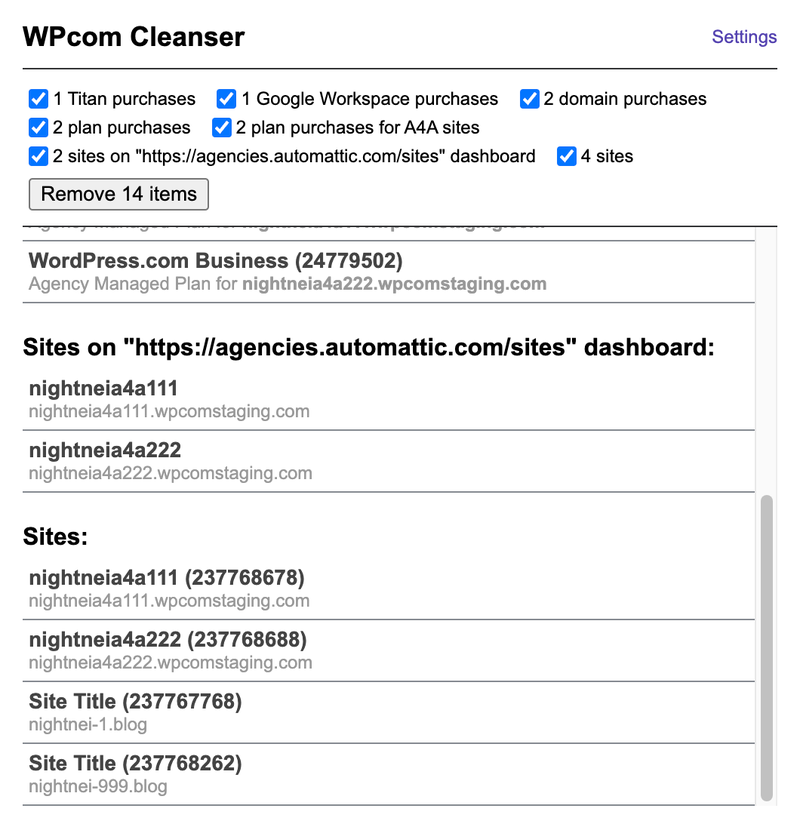 WPcom Cleanser
Settings
1 Titan purchases
1 Google Workspace purchases
2 domain purchases
2 plan purchases
2 plan purchases for A4A sites
2 sites on "https://agencies.automattic.com/sites" dashboard
4 sites
Remove 14 items
Agency Managed Plan for
WordPress.com Business (24779502)
Agency Managed Plan for nightneia4a222.wpcomstaging.com
Sites on "https://agencies.automattic.com/sites" dashboard:
nightneia4a111
nightneia4a111.wpcomstaging.com
nightneia4a222
nightneia4a222.wpcomstaging.com
Sites:
nightneia4a111 (237768678)
nightneia4a111.wpcomstaging.com
nightneia4a222 (237768688)
nightneia4a222.wpcomstaging.com
Site Title (237767768)
nightnei-1.blog
Site Title (237768262)
nightnei-999.blog